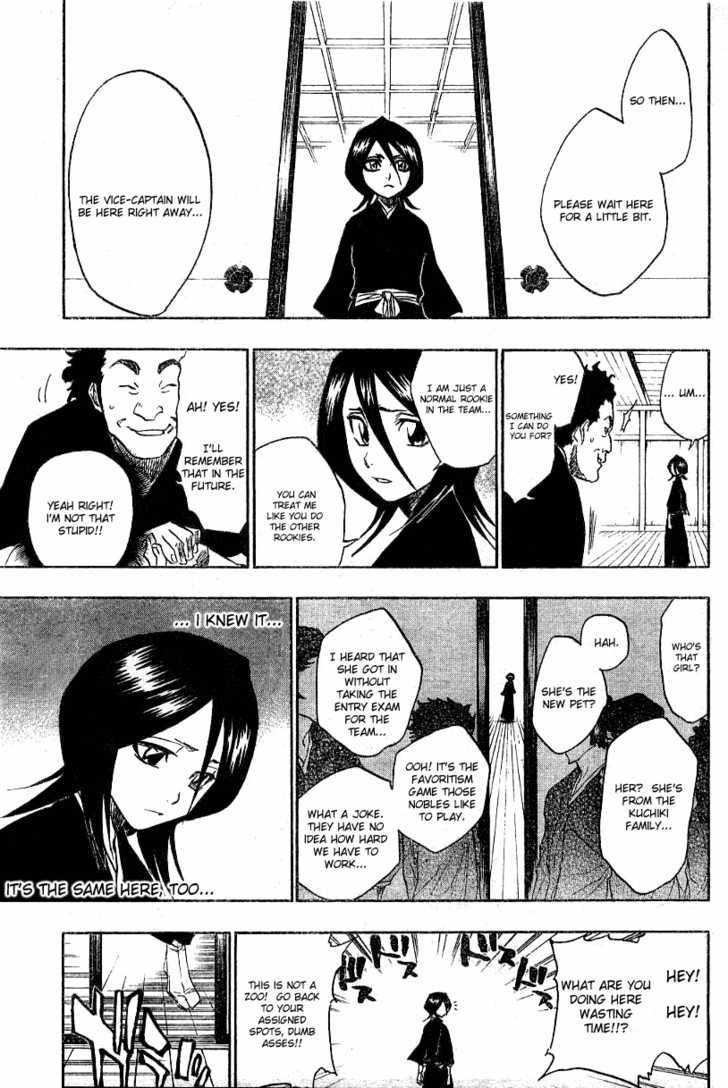 SO THEN...
PLEASE WAIT HERE
FOR A LITTLE BIT.
THE VICE-CAPTAIN WILL
BE HERE RIGHT AWAY...
... UM...
YES!
SOMETHING
I CAN DO
YOU FOR?
I AM JUST A
NORMAL ROOKIE
IN THE TEAM...
YOU CAN
TREAT ME
LIKE YOU DO
THE OTHER
ROOKIES.
AH! YES!
I'LL
REMEMBER
THAT IN THE
FUTURE.
YEAH RIGHT!
I'M NOT THAT
STUPID!!
WHO'S
THAT
GIRL?
HER? SHE'S
FROM THE
KUCHIKI
FAMILY...
HAH.
SHE'S THE
NEW PET?
I HEARD THAT
SHE GOT IN
WITHOUT
TAKING THE
ENTRY EXAM
FOR THE
TEAM...
OOH! IT'S THE
FAVORITISM
GAME THOSE
NOBLES LIKE
TO PLAY.
WHAT A JOKE.
THEY HAVE NO
IDEA HOW HARD
WE HAVE TO
WORK...
... I KNEW IT...
IT'S THE SAME HERE, TOO...
HEY!
HEY!
WHAT ARE YOU
DOING HERE
WASTING
TIME!!?
ドス
ドス
THIS IS NOT A
ZOO! GO BACK
TO YOUR
ASSIGNED
SPOTS, DUMB
ASSES!!